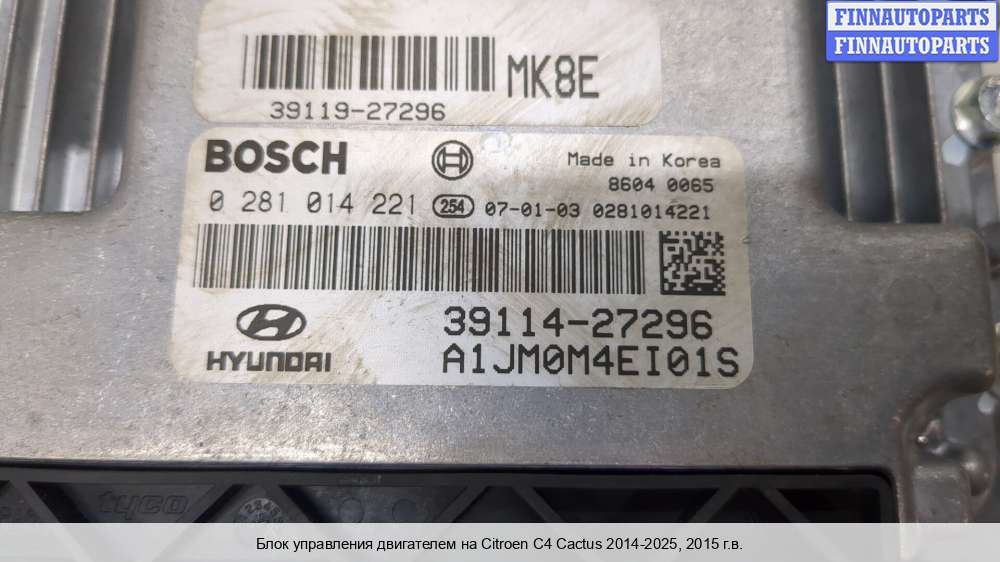 FINNAUTOPARTS
FINNAUTOPARTS
MK8E
39119-27296
BOSCH
Made in Korea
8604 0065
0 281 014 221 254 07-01-03 0281014221
39114-27296
HYUNDAI
A1JM0M4EI01S
tyco
Блок управления двигателем на Citroen C4 Cactus 2014-2025, 2015 г.в.